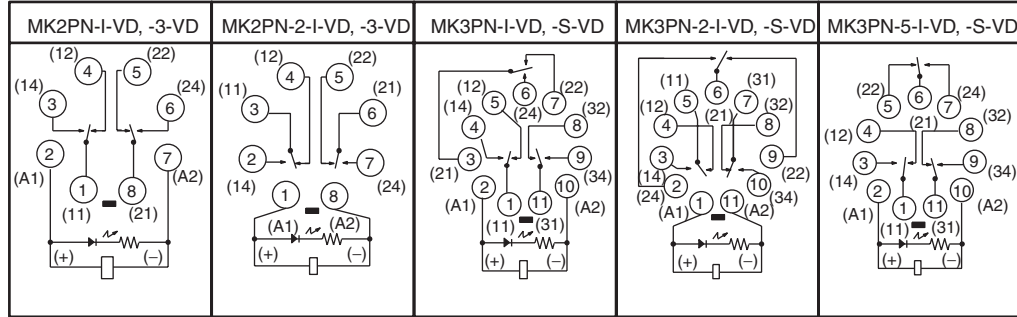 MK2PN-I-VD, -3-VD
MK2PN-2-I-VD, -3-VD
MK3PN-I-VD, -S-VD
MK3PN-2-I-VD, -S-VD
MK3PN-5-I-VD, -S-VD
(12) (22)
4 5
(14) (24)
3 6
2 7
(A1) (A2)
1 8
(11) (21)
(+) (−)
(12) (22)
4 5
(11) (21)
3 6
2 7
(14) (24)
1 8
(A1) (A2)
(+) (−)
6 7
(12) (22)
5 (24)
(14) (32)
4 8
3 9
(21) (34)
2 10
(A1) 1 11 (A2)
(11) (31)
(+) (−)
6
(11) (31)
5 7
(12) (21) (32)
4 8
3 9
(14) (22)
2 10 (34)
(24)
1 11
(A1) (A2)
(+) (−)
6
(22) 5 7 (24)
(12) 4 (21) 8 (32)
3 9
(14) (34)
2 10
(A1) 1 11 (A2)
(11) (31)
(+) (−)